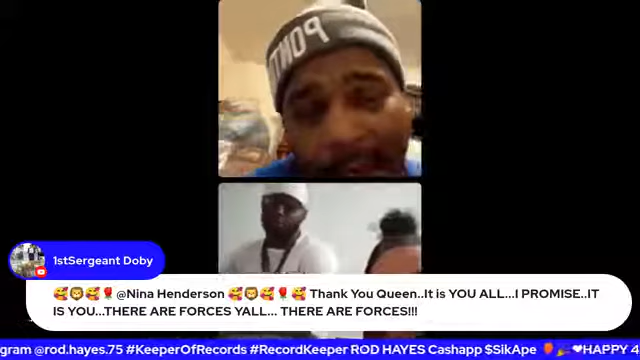 PONTIAC
1stSergeant Doby
🥰🦁🥰🌹🥰 @Nina Henderson 🥰🦁🥰🌹🥰 Thank You Queen..It is YOU ALL...I PROMISE..IT
IS YOU...THERE ARE FORCES YALL... THERE ARE FORCES!!!
gram @rod.hayes.75 #KeeperOfRecords #RecordKeeper ROD HAYES Cashapp $SikApe 🎈🎉❤HAPPY 4